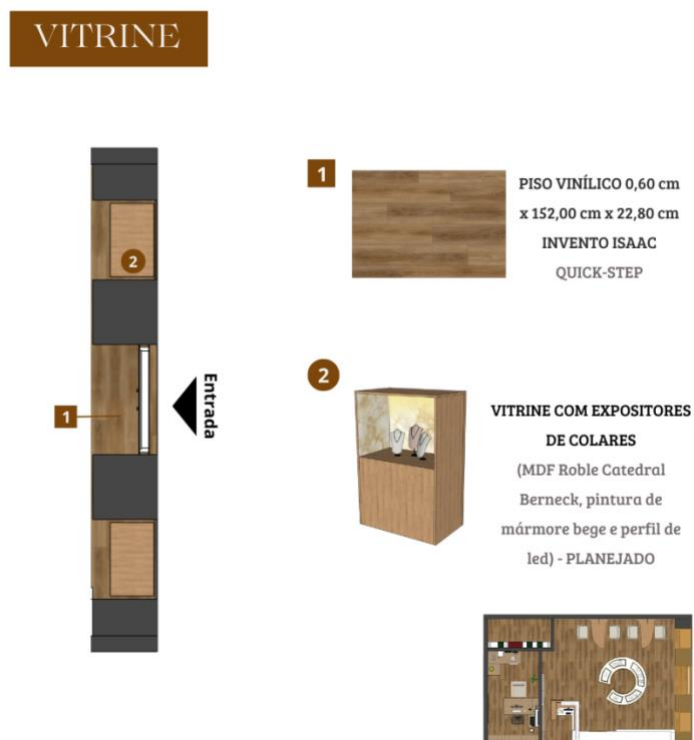 VITRINE
1
PISO VINÍLICO 0,60 cm
x 152,00 cm x 22,80 cm
INVENTO ISAAC
QUICK-STEP
2
1
Entrada
2
VITRINE COM EXPOSITORES
DE COLARES
(MDF Roble Catedral
Berneck, pintura de
mármore bege e perfil de
led) - PLANEJADO